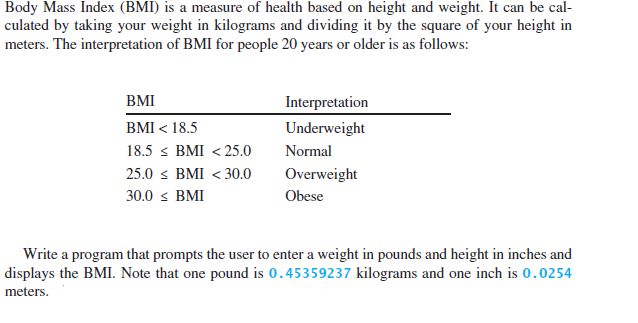 Body Mass Index (BMI) is a measure of health based on height and weight. It can be cal-
culated by taking your weight in kilograms and dividing it by the square of your height in
meters. The interpretation of BMI for people 20 years or older is as follows:
BMI Interpretation
BMI < 18.5 Underweight
18.5 ≤ BMI < 25.0 Normal
25.0 ≤ BMI < 30.0 Overweight
30.0 ≤ BMI Obese
Write a program that prompts the user to enter a weight in pounds and height in inches and
displays the BMI. Note that one pound is 0.45359237 kilograms and one inch is 0.0254
meters.